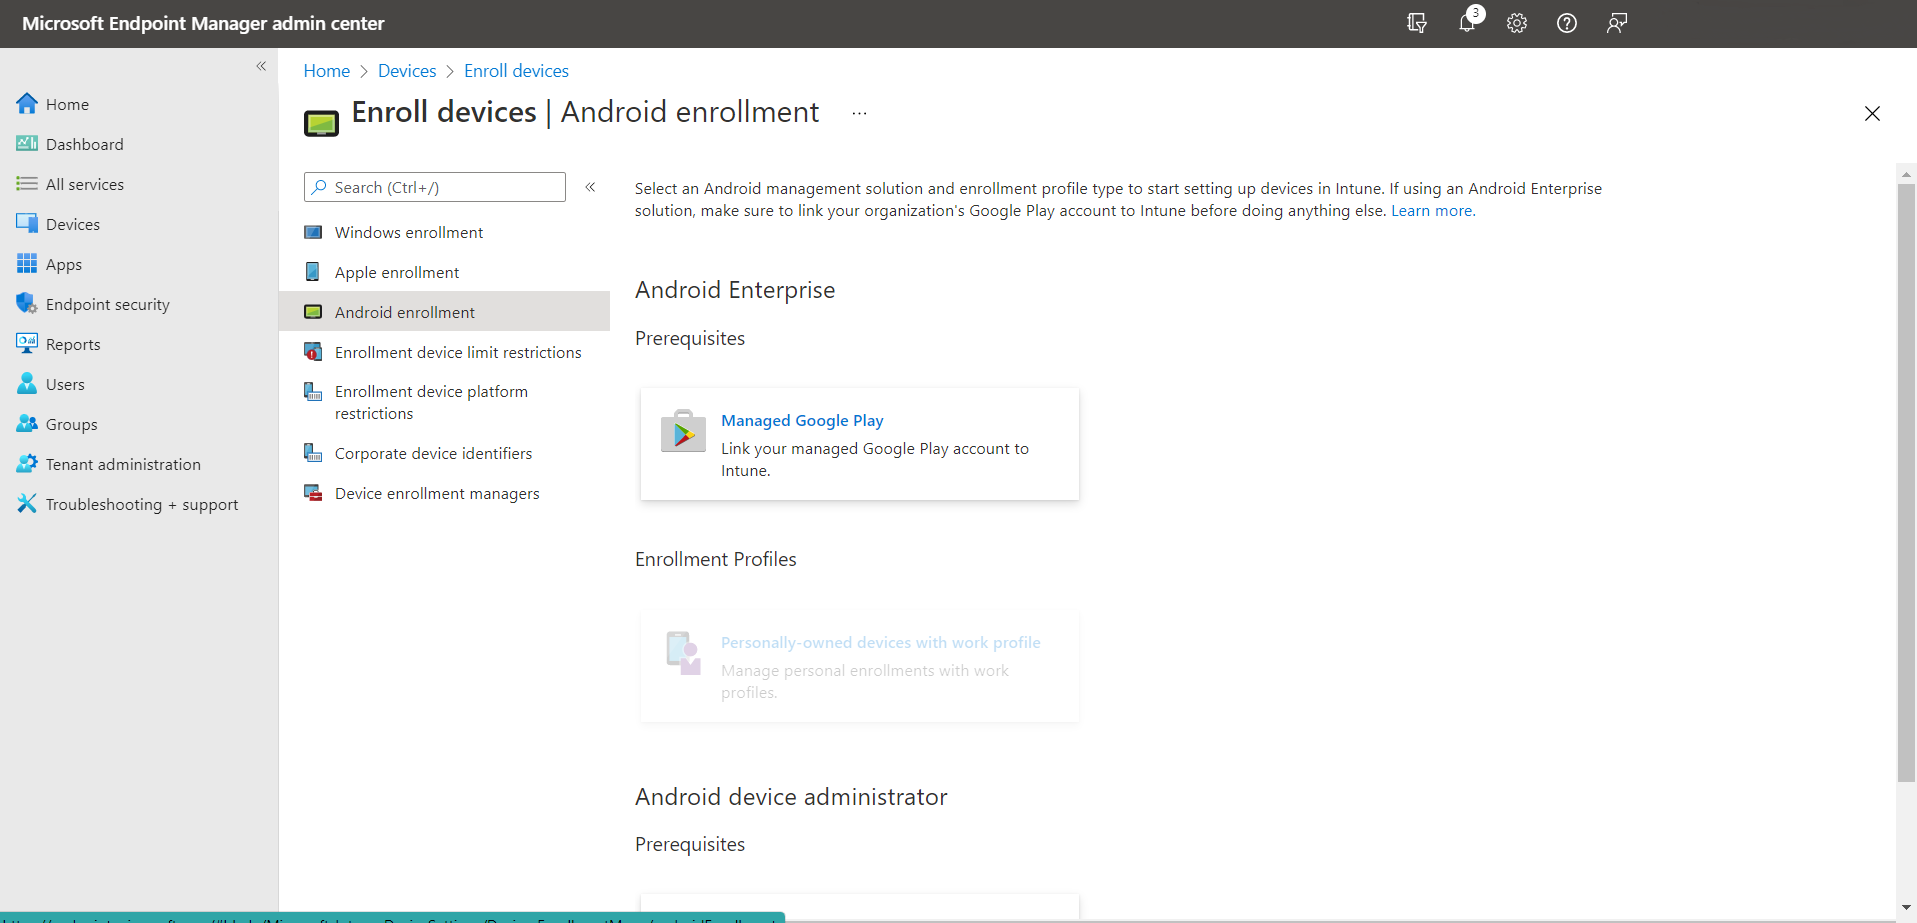 Microsoft Endpoint Manager admin center
3
Home
Dashboard
All services
Devices
Apps
Endpoint security
Reports
Users
Groups
Tenant administration
Troubleshooting + support
Home > Devices > Enroll devices
Enroll devices | Android enrollment ...
Search (Ctrl+/)
Windows enrollment
Apple enrollment
Android enrollment
Enrollment device limit restrictions
Enrollment device platform
restrictions
Corporate device identifiers
Device enrollment managers
Select an Android management solution and enrollment profile type to start setting up devices in Intune. If using an Android Enterprise
solution, make sure to link your organization's Google Play account to Intune before doing anything else. Learn more.
Android Enterprise
Prerequisites
Managed Google Play
Link your managed Google Play account to
Intune.
Enrollment Profiles
Personally-owned devices with work profile
Manage personal enrollments with work
profiles.
Android device administrator
Prerequisites